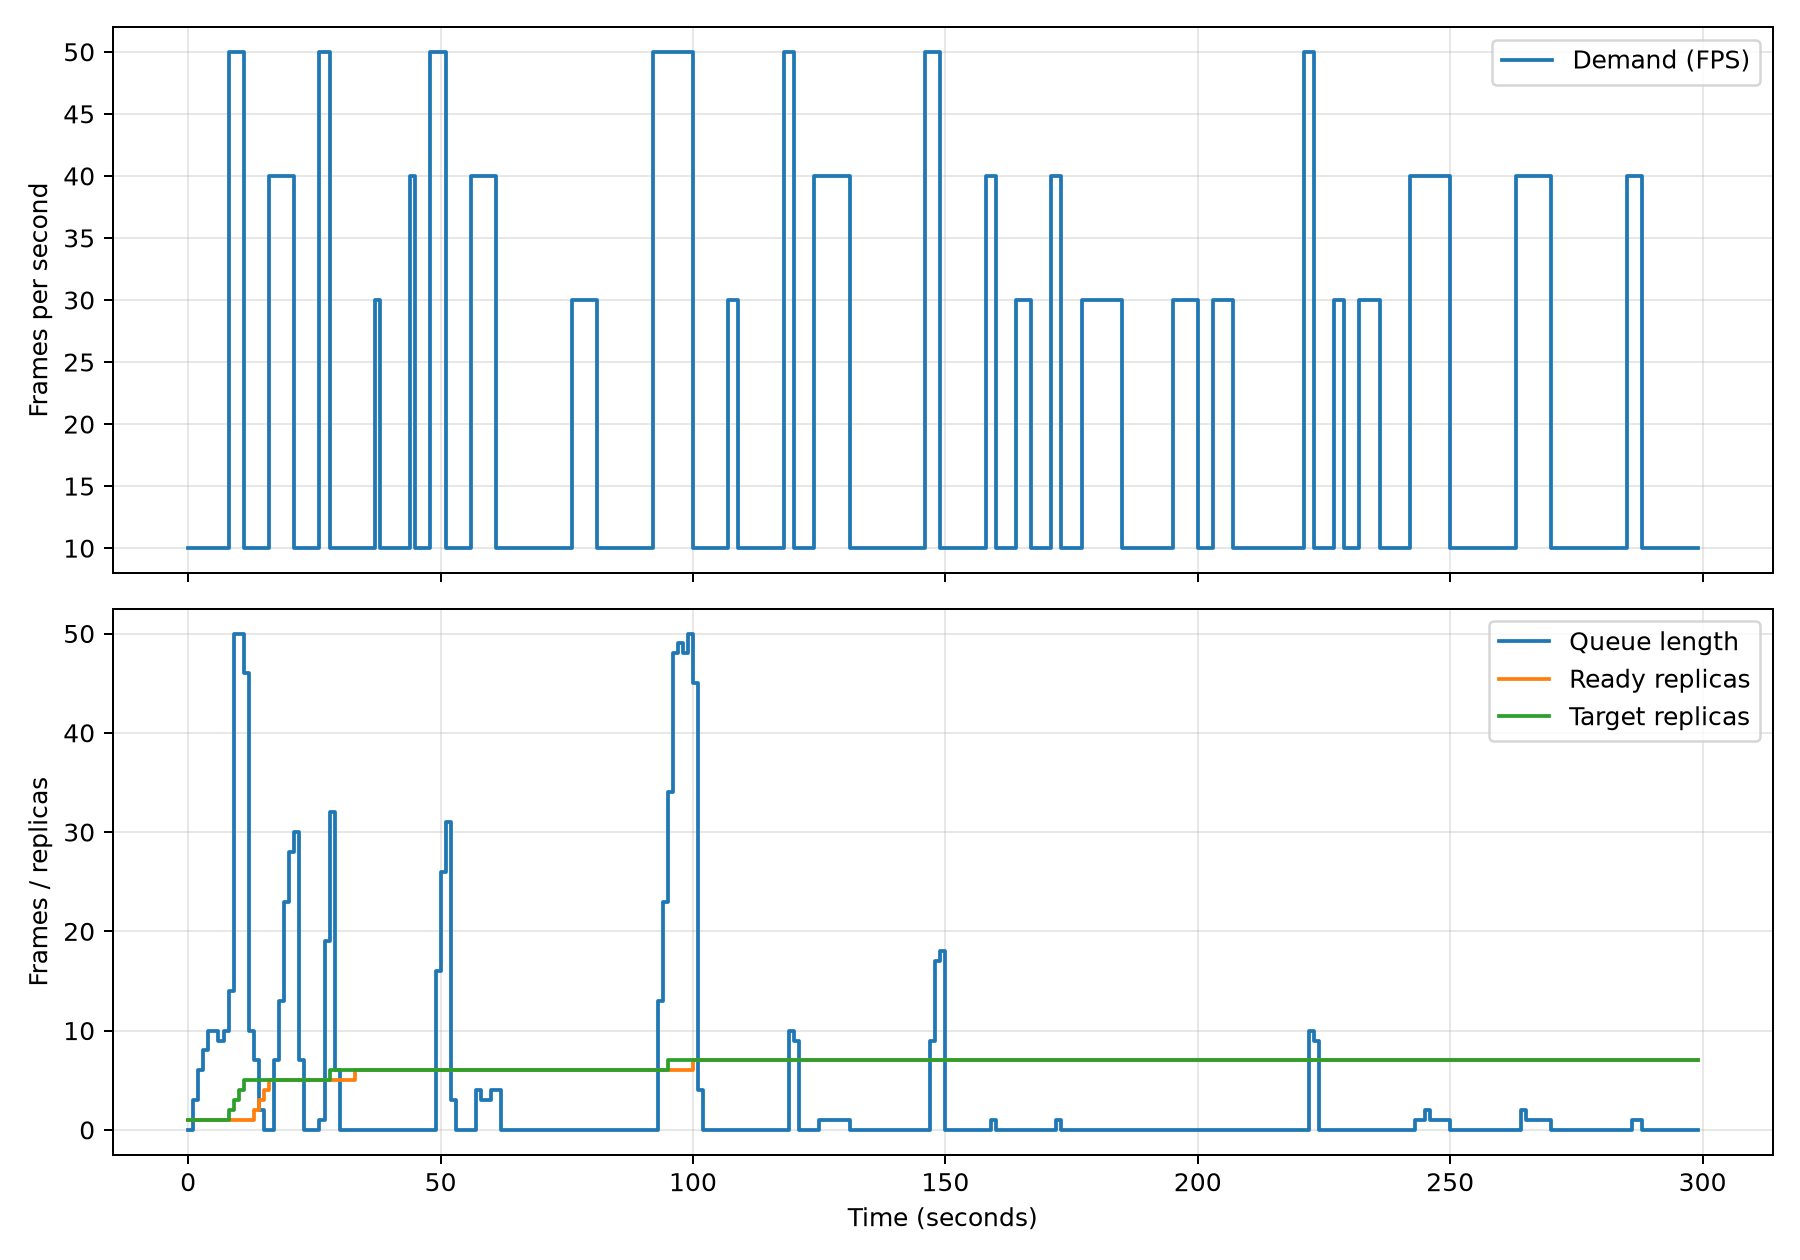 50
45
40
35
30
25
20
15
10
Frames per second
Demand (FPS)
50
40
30
20
10
0
Frames / replicas
Queue length
Ready replicas
Target replicas
0 50 100 150 200 250 300
Time (seconds)